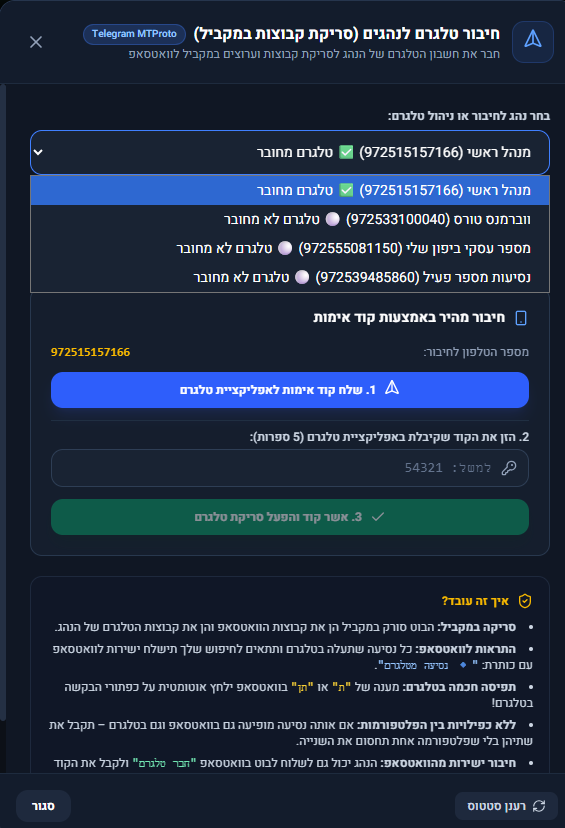 חיבור טלגרם לנהגים (סריקת קבוצות במקביל) Telegram MTProto
חבר את חשבון הטלגרם של הנהג לסריקת קבוצות וערוצים במקביל לוואטסאפ
בחר נהג לחיבור או ניהול טלגרם:
מנהל ראשי (972515157166) ✅ טלגרם מחובר
מנהל ראשי (972515157166) ✅ טלגרם מחובר
ווברמנס טורס (972533100040) ⚪ טלגרם לא מחובר
מספר עסקי ביפון שלי (972555081150) ⚪ טלגרם לא מחובר
נסיעות מספר פעיל (972539485860) ⚪ טלגרם לא מחובר
חיבור מהיר באמצעות קוד אימות
מספר הטלפון לחיבור: 972515157166
1. שלח קוד אימות לאפליקציית טלגרם
2. הזן את הקוד שקיבלת באפליקציית טלגרם (5 ספרות):
למשל: 54321
3. אשר קוד והפעל סריקת טלגרם
איך זה עובד?
• סריקה במקביל: הבוט סורק במקביל הן את קבוצות הוואטסאפ והן את קבוצות הטלגרם של הנהג.
• התראות לוואטסאפ: כל נסיעה שתעלה בטלגרם ותתאים לחיפוש שלך תישלח ישירות לוואטסאפ
עם כותרת: "🔹 נסיעה מטלגרם".
• תפיסה חכמה בטלגרם: מענה של "ת" או "תן" בוואטסאפ ילחץ אוטומטית על כפתורי הבקשה
בטלגרם!
• ללא כפילויות בין הפלטפורמות: אם אותה נסיעה מופיעה גם בוואטסאפ וגם בטלגרם – תקבל את
שתיהן בלי שפלטפורמה אחת תחסום את השנייה.
• חיבור ישירות מהוואטסאפ: הנהג יכול גם לשלוח לבוט בוואטסאפ "חבר טלגרם" ולקבל את הקוד
רענן סטטוס
סגור